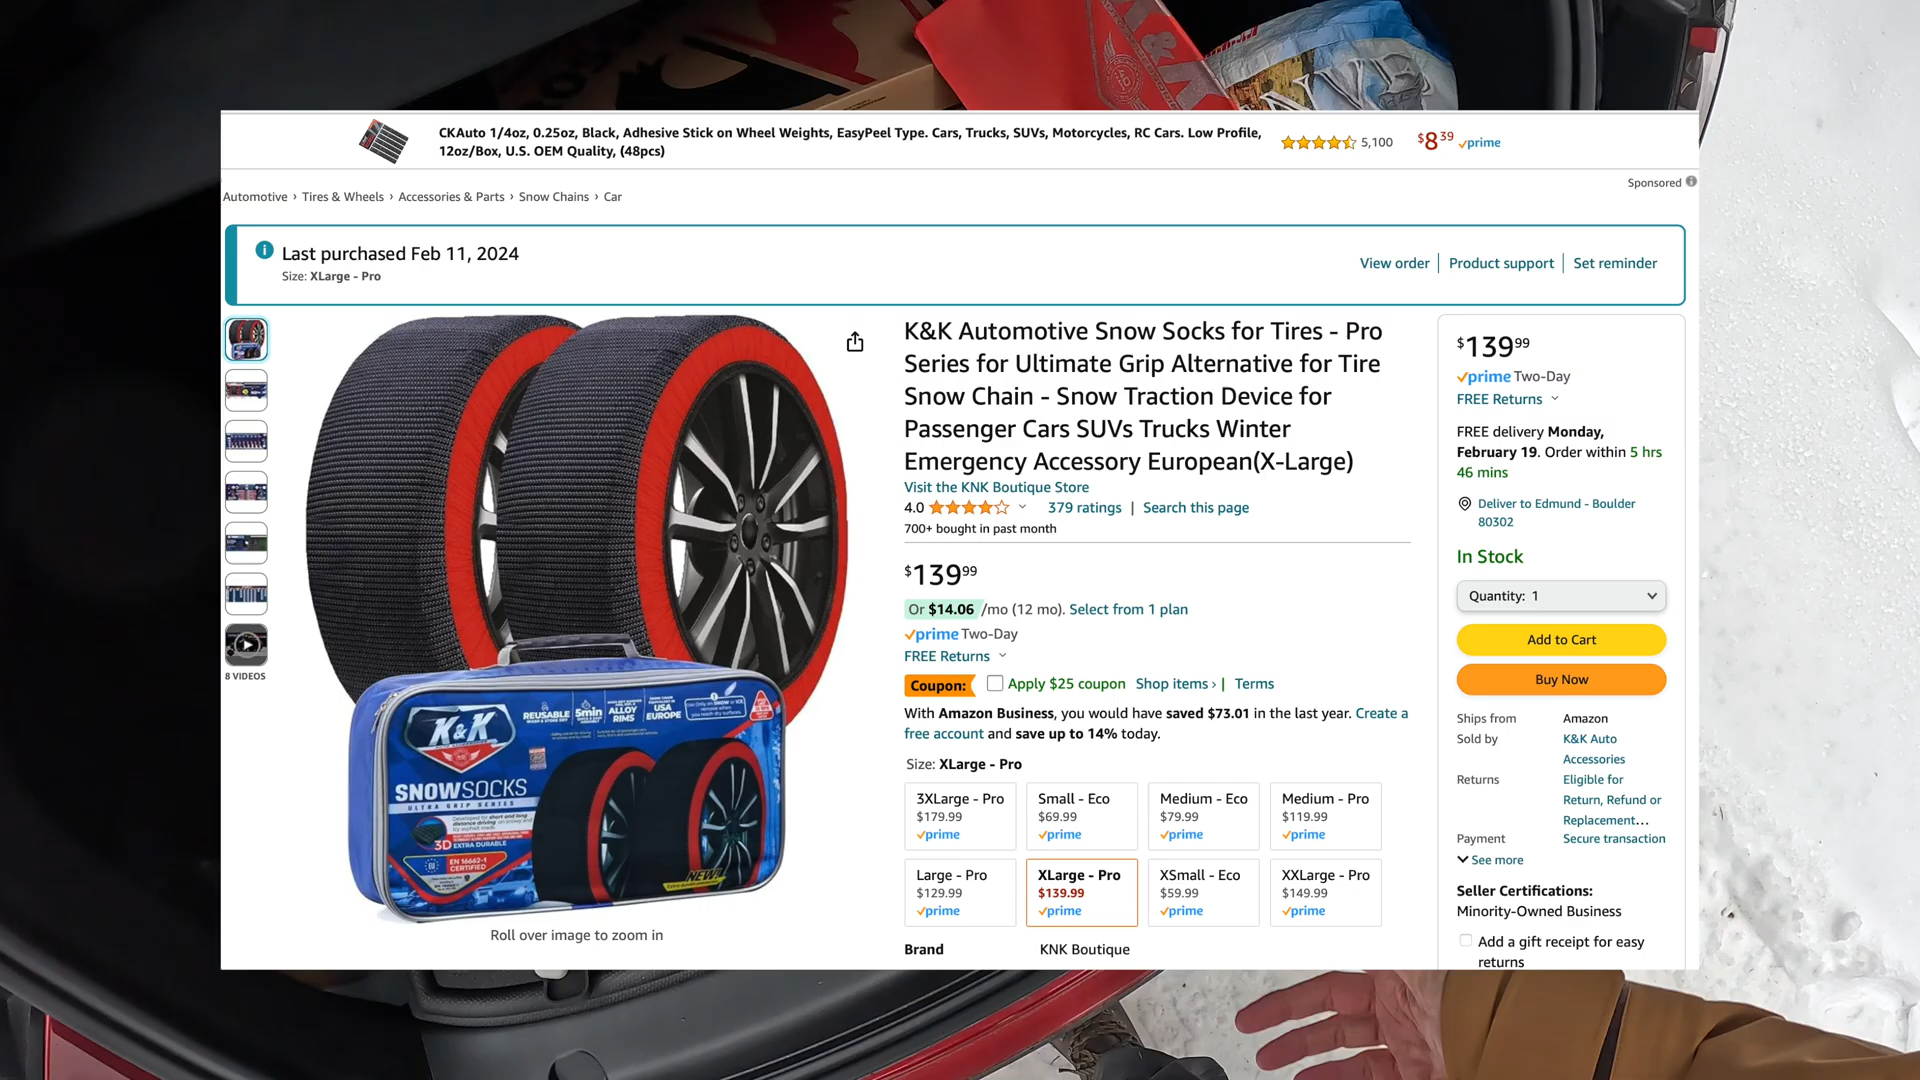 CKAuto 1/4oz, 0.25oz, Black, Adhesive Stick on Wheel Weights, EasyPeel Type. Cars, Trucks, SUVs, Motorcycles, RC Cars. Low Profile,
12oz/Box, U.S. OEM Quality, (48pcs)
5,100
$8 39
prime
Sponsored
Automotive › Tires & Wheels › Accessories & Parts › Snow Chains › Car
Last purchased Feb 11, 2024
Size: XLarge - Pro
View order
Product support
Set reminder
8 VIDEOS
K&K
SNOWSOCKS
ULTRA GRIP SERIES
REUSABLE
5min
ALLOY
RIMS
USA
EUROPE
3D EXTRA DURABLE
EN 16662-1
CERTIFIED
NEW!
Roll over image to zoom in
K&K Automotive Snow Socks for Tires - Pro
Series for Ultimate Grip Alternative for Tire
Snow Chain - Snow Traction Device for
Passenger Cars SUVs Trucks Winter
Emergency Accessory European(X-Large)
Visit the KNK Boutique Store
4.0
379 ratings | Search this page
700+ bought in past month
$139 99
Or $14.06 /mo (12 mo). Select from 1 plan
prime Two-Day
FREE Returns
Coupon: Apply $25 coupon Shop items › | Terms
With Amazon Business, you would have saved $73.01 in the last year. Create a
free account and save up to 14% today.
Size: XLarge - Pro
3XLarge - Pro
$179.99
prime
Small - Eco
$69.99
prime
Medium - Eco
$79.99
prime
Medium - Pro
$119.99
prime
Large - Pro
$129.99
prime
XLarge - Pro
$139.99
prime
XSmall - Eco
$59.99
prime
XXLarge - Pro
$149.99
prime
Brand KNK Boutique
$139 99
prime Two-Day
FREE Returns
FREE delivery Monday,
February 19. Order within 5 hrs
46 mins
Deliver to Edmund - Boulder
80302
In Stock
Quantity: 1
Add to Cart
Buy Now
Ships from Amazon
Sold by K&K Auto
Accessories
Returns Eligible for
Return, Refund or
Replacement…
Payment Secure transaction
See more
Seller Certifications:
Minority-Owned Business
Add a gift receipt for easy
returns